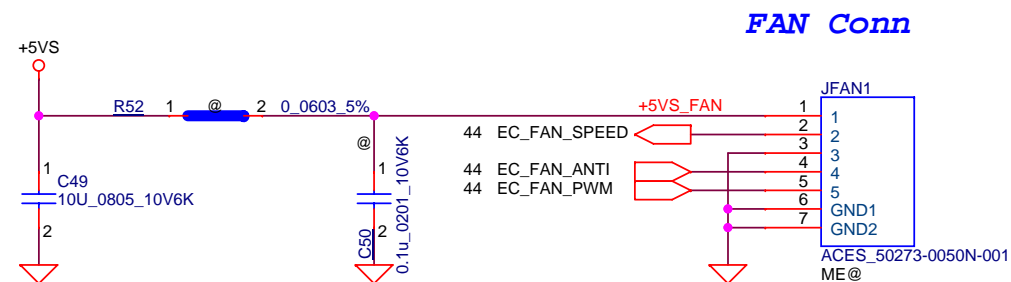 FAN Conn
+5VS
R52 1 @ 2 0_0603_5%
+5VS_FAN
JFAN1
1 1
44 EC_FAN_SPEED 2 2
3 3
44 EC_FAN_ANTI 4 4
44 EC_FAN_PWM 5 5
6 GND1
7 GND2
ACES_50273-0050N-001
ME@
1
C49
10U_0805_10V6K
2
@
1
C50
2
0.1u_0201_10V6K